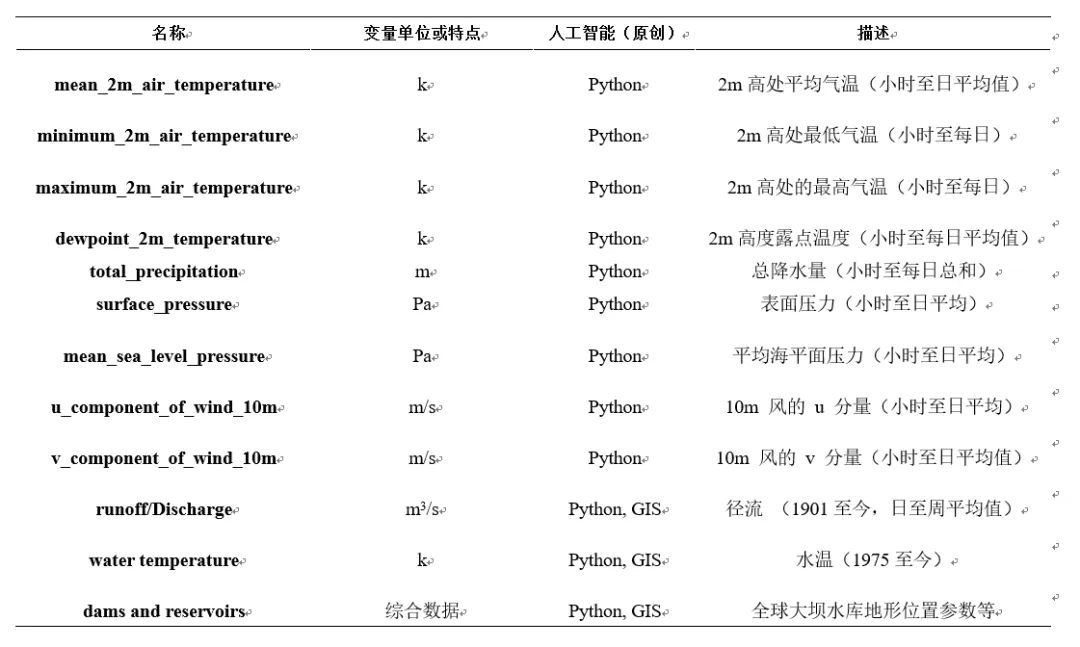 名称 变量单位或特点 人工智能（原创） 描述
mean_2m_air_temperature k Python 2m 高处平均气温（小时至日平均值）
minimum_2m_air_temperature k Python 2m 高处最低气温（小时至每日）
maximum_2m_air_temperature k Python 2m 高处的最高气温（小时至每日）
dewpoint_2m_temperature k Python 2m 高度露点温度（小时至每日平均值）
total_precipitation m Python 总降水量（小时至每日总和）
surface_pressure Pa Python 表面压力（小时至日平均）
mean_sea_level_pressure Pa Python 平均海平面压力（小时至日平均）
u_component_of_wind_10m m/s Python 10m 风的 u 分量（小时至日平均）
v_component_of_wind_10m m/s Python 10m 风的 v 分量（小时至日平均值）
runoff/Discharge m³/s Python, GIS 径流 （1901 至今，日至周平均值）
water temperature k Python, GIS 水温（1975 至今）
dams and reservoirs 综合数据 Python, GIS 全球大坝水库地形位置参数等